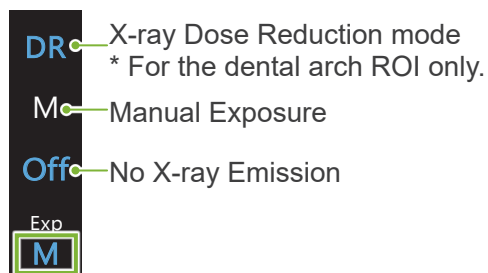 DR X-ray Dose Reduction mode
* For the dental arch ROI only.
M Manual Exposure
Off No X-ray Emission
Exp
M